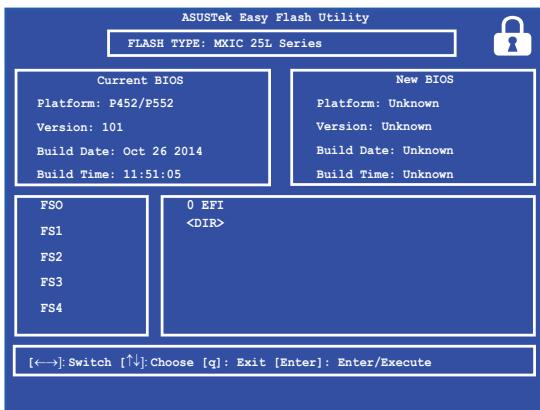 ASUSTek Easy Flash Utility
FLASH TYPE: MXIC 25L Series
Current BIOS
Platform: P452/P552
Version: 101
Build Date: Oct 26 2014
Build Time: 11:51:05
New BIOS
Platform: Unknown
Version: Unknown
Build Date: Unknown
Build Time: Unknown
FSO
FS1
FS2
FS3
FS4
0 EFI
<DIR>
[←→]: Switch [↑↓]: Choose [q]: Exit [Enter]: Enter/Execute